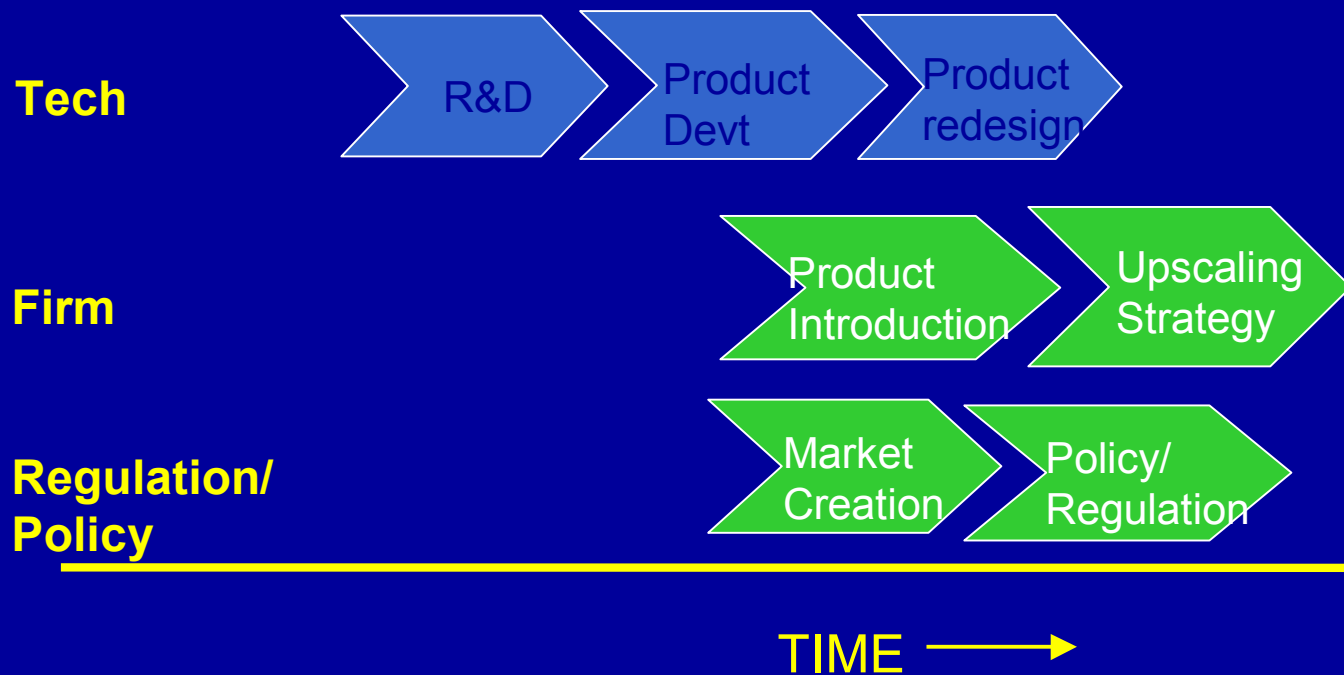 Tech
R&D
Product
Devt
Product
redesign
Firm
Product
Introduction
Upscaling
Strategy
Regulation/
Policy
Market
Creation
Policy/
Regulation
TIME